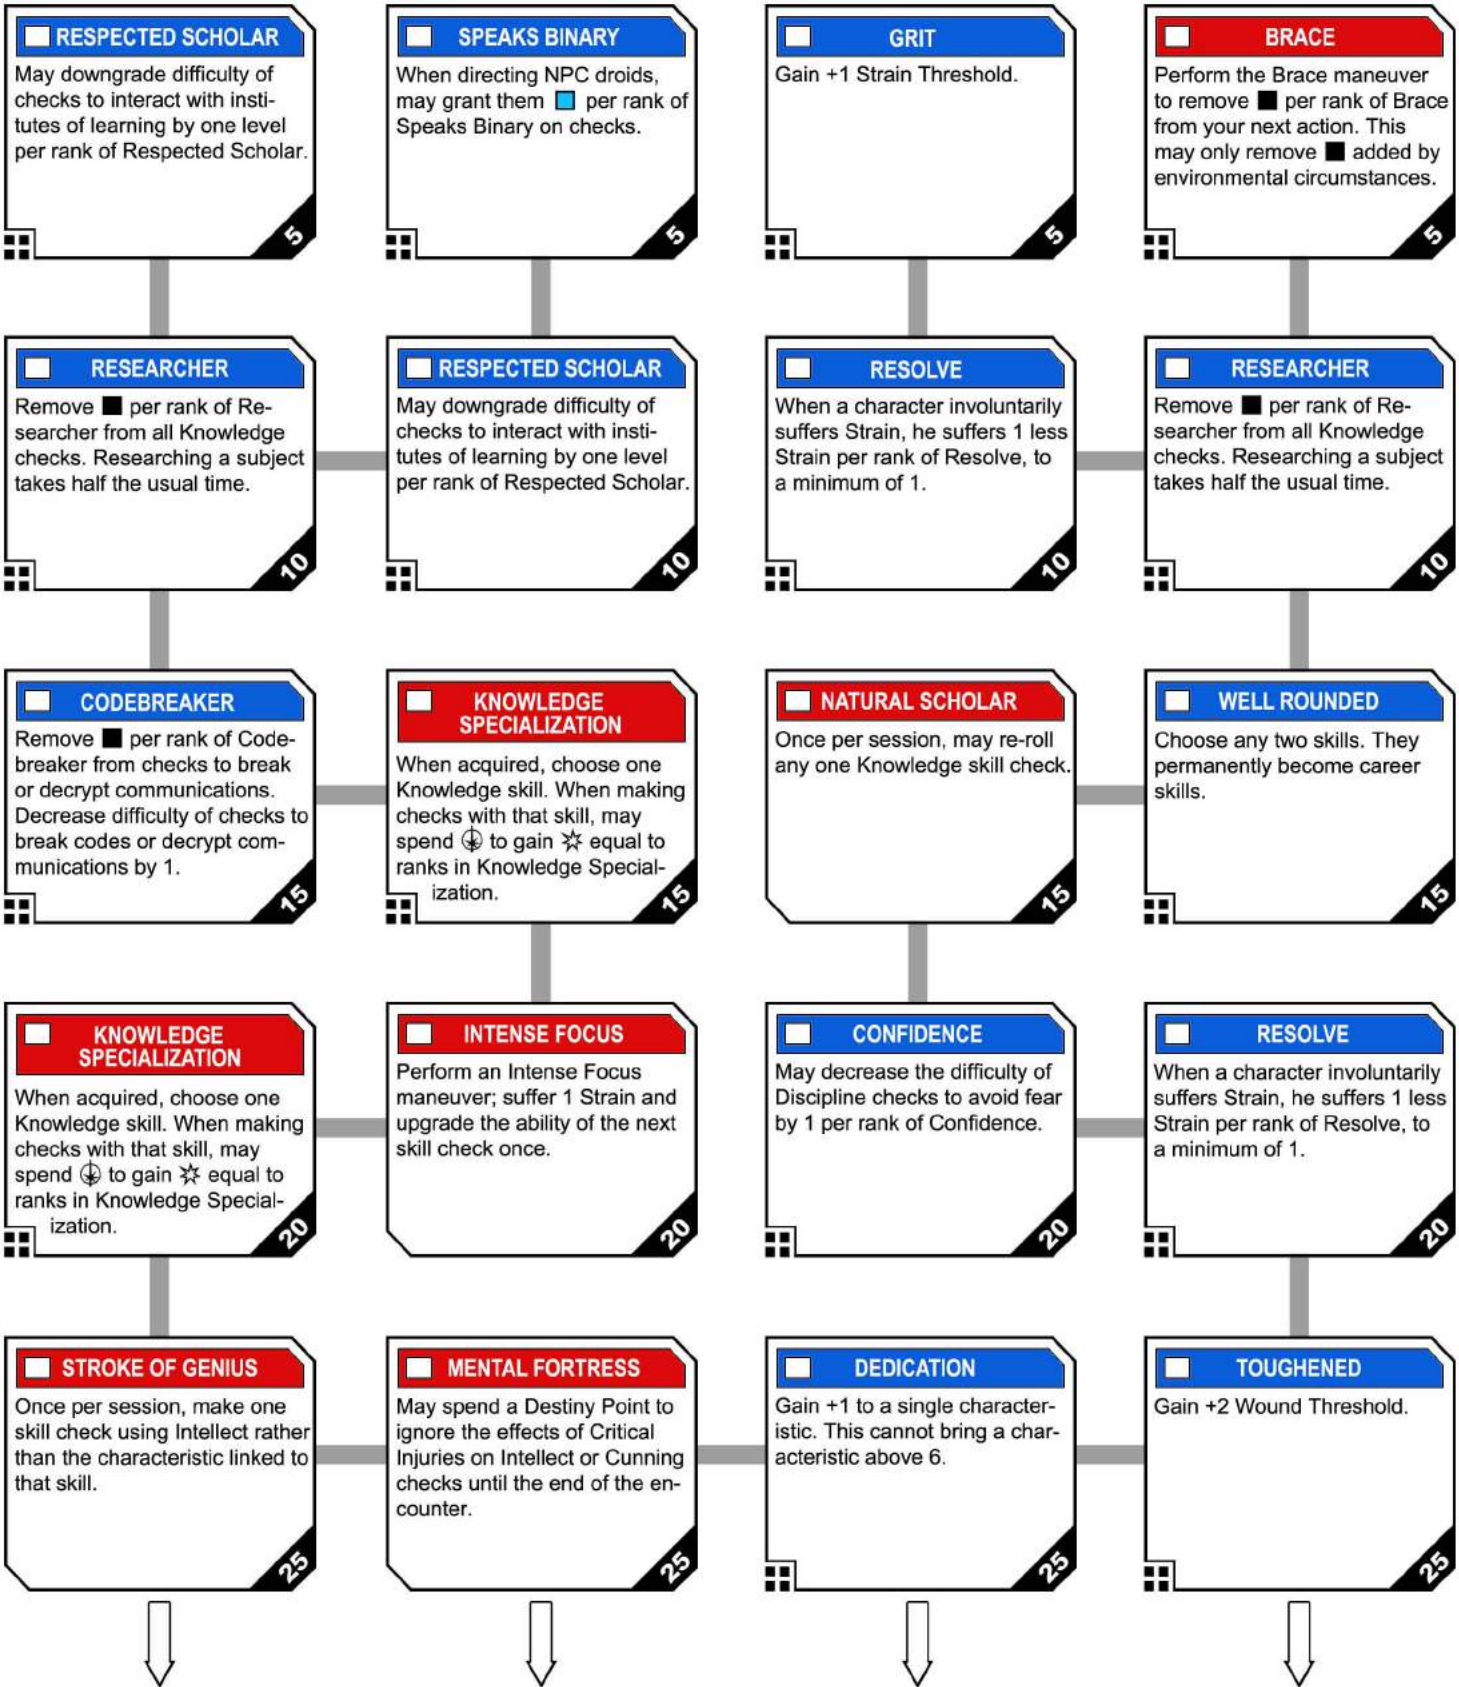 RESPECTED SCHOLAR
May downgrade difficulty of
checks to interact with insti-
tutes of learning by one level
per rank of Respected Scholar.
5
SPEAKS BINARY
When directing NPC droids,
may grant them per rank of
Speaks Binary on checks.
5
GRIT
Gain +1 Strain Threshold.
5
BRACE
Perform the Brace maneuver
to remove per rank of Brace
from your next action. This
may only remove added by
environmental circumstances.
5
RESEARCHER
Remove per rank of Re-
searcher from all Knowledge
checks. Researching a subject
takes half the usual time.
10
RESPECTED SCHOLAR
May downgrade difficulty of
checks to interact with insti-
tutes of learning by one level
per rank of Respected Scholar.
10
RESOLVE
When a character involuntarily
suffers Strain, he suffers 1 less
Strain per rank of Resolve, to
a minimum of 1.
10
RESEARCHER
Remove per rank of Re-
searcher from all Knowledge
checks. Researching a subject
takes half the usual time.
10
CODEBREAKER
Remove per rank of Code-
breaker from checks to break
or decrypt communications.
Decrease difficulty of checks to
break codes or decrypt com-
munications by 1.
15
KNOWLEDGE
SPECIALIZATION
When acquired, choose one
Knowledge skill. When making
checks with that skill, may
spend to gain equal to
ranks in Knowledge Special-
ization.
15
NATURAL SCHOLAR
Once per session, may re-roll
any one Knowledge skill check.
15
WELL ROUNDED
Choose any two skills. They
permanently become career
skills.
15
KNOWLEDGE
SPECIALIZATION
When acquired, choose one
Knowledge skill. When making
checks with that skill, may
spend to gain equal to
ranks in Knowledge Special-
ization.
20
INTENSE FOCUS
Perform an Intense Focus
maneuver; suffer 1 Strain and
upgrade the ability of the next
skill check once.
20
CONFIDENCE
May decrease the difficulty of
Discipline checks to avoid fear
by 1 per rank of Confidence.
20
RESOLVE
When a character involuntarily
suffers Strain, he suffers 1 less
Strain per rank of Resolve, to
a minimum of 1.
20
STROKE OF GENIUS
Once per session, make one
skill check using Intellect rather
than the characteristic linked to
that skill.
25
MENTAL FORTRESS
May spend a Destiny Point to
ignore the effects of Critical
Injuries on Intellect or Cunning
checks until the end of the en-
counter.
25
DEDICATION
Gain +1 to a single character-
istic. This cannot bring a char-
acteristic above 6.
25
TOUGHENED
Gain +2 Wound Threshold.
25